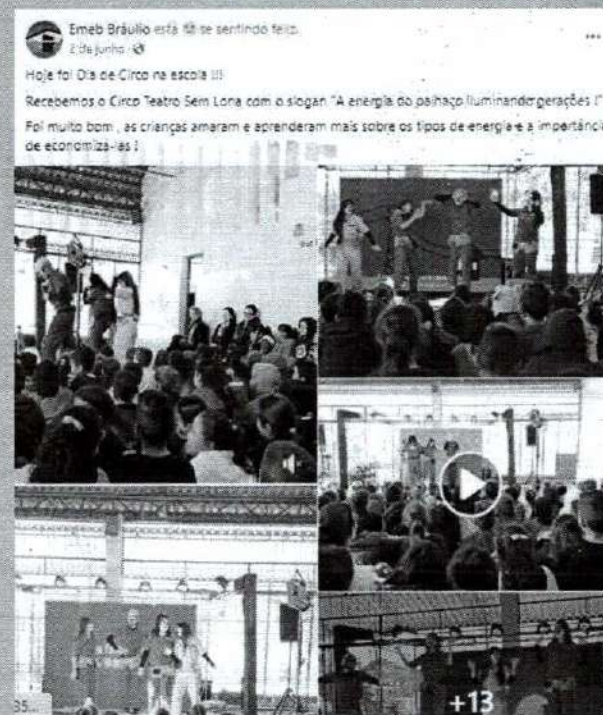 Emeb Bráulio está se sentindo feliz.
2 de junho
Hoje foi Dia de Circo na escola !!!
Recebemos o Circo Teatro Sem Lona com o slogan "A energia do palhaço iluminando gerações !"
Foi muito bom , as crianças amaram e aprenderam mais sobre os tipos de energia e a importância
de economizá-las !
+13
35...